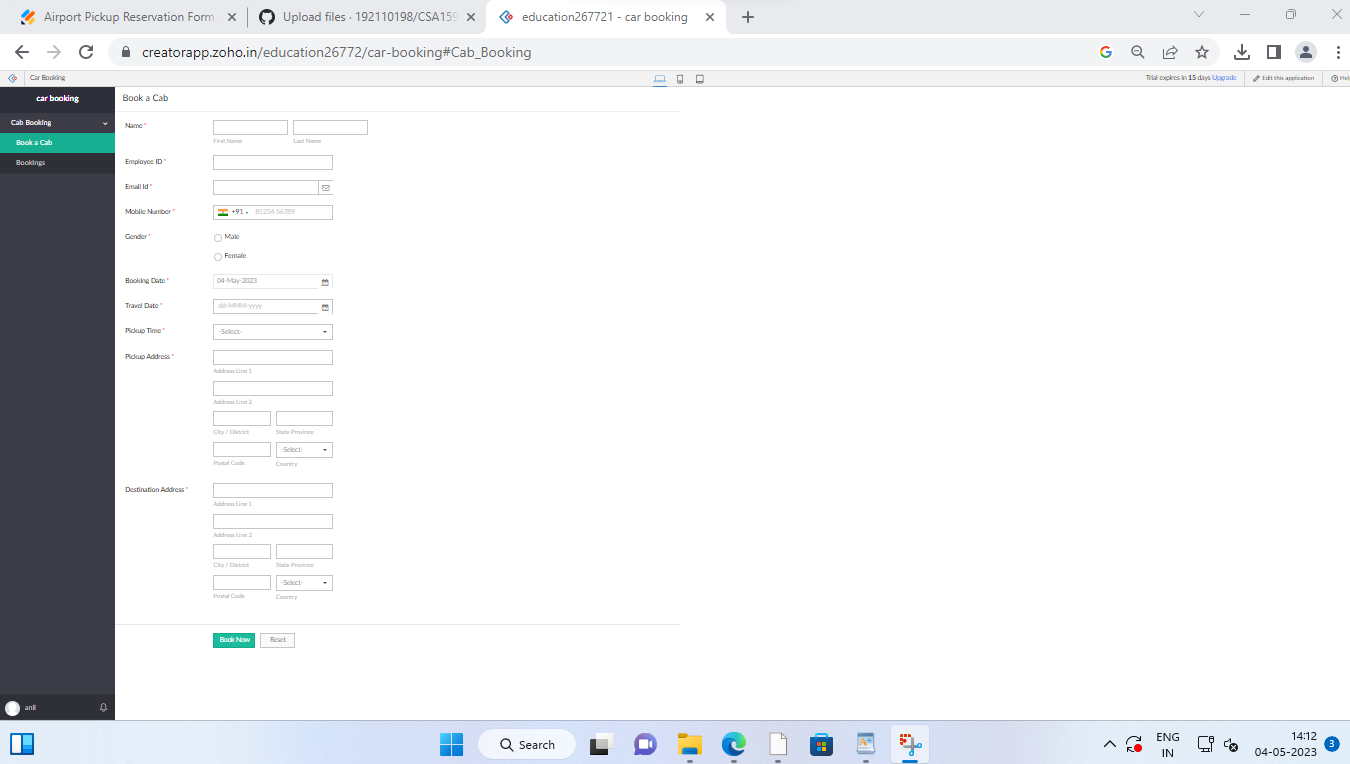 Airport Pickup Reservation Form
Upload files · 192110198/CSA159
education267721 - car booking
creatorapp.zoho.in/education26772/car-booking#Cab_Booking
Car Booking
Trial expires in 15 days Upgrade
Edit this application
Hel
car booking
Cab Booking
Book a Cab
Bookings
Book a Cab
Name *
First Name
Last Name
Employee ID *
Email Id *
Mobile Number *
+91
81234 56789
Gender *
Male
Female
Booking Date *
04-May-2023
Travel Date *
dd-MMM-yyyy
Pickup Time *
-Select-
Pickup Address *
Address Line 1
Address Line 2
City / District
State Province
-Select-
Postal Code
Country
Destination Address *
Address Line 1
Address Line 2
City / District
State Province
-Select-
Postal Code
Country
Book Now
Reset
anil
Search
ENG
IN
14:12
04-05-2023
3